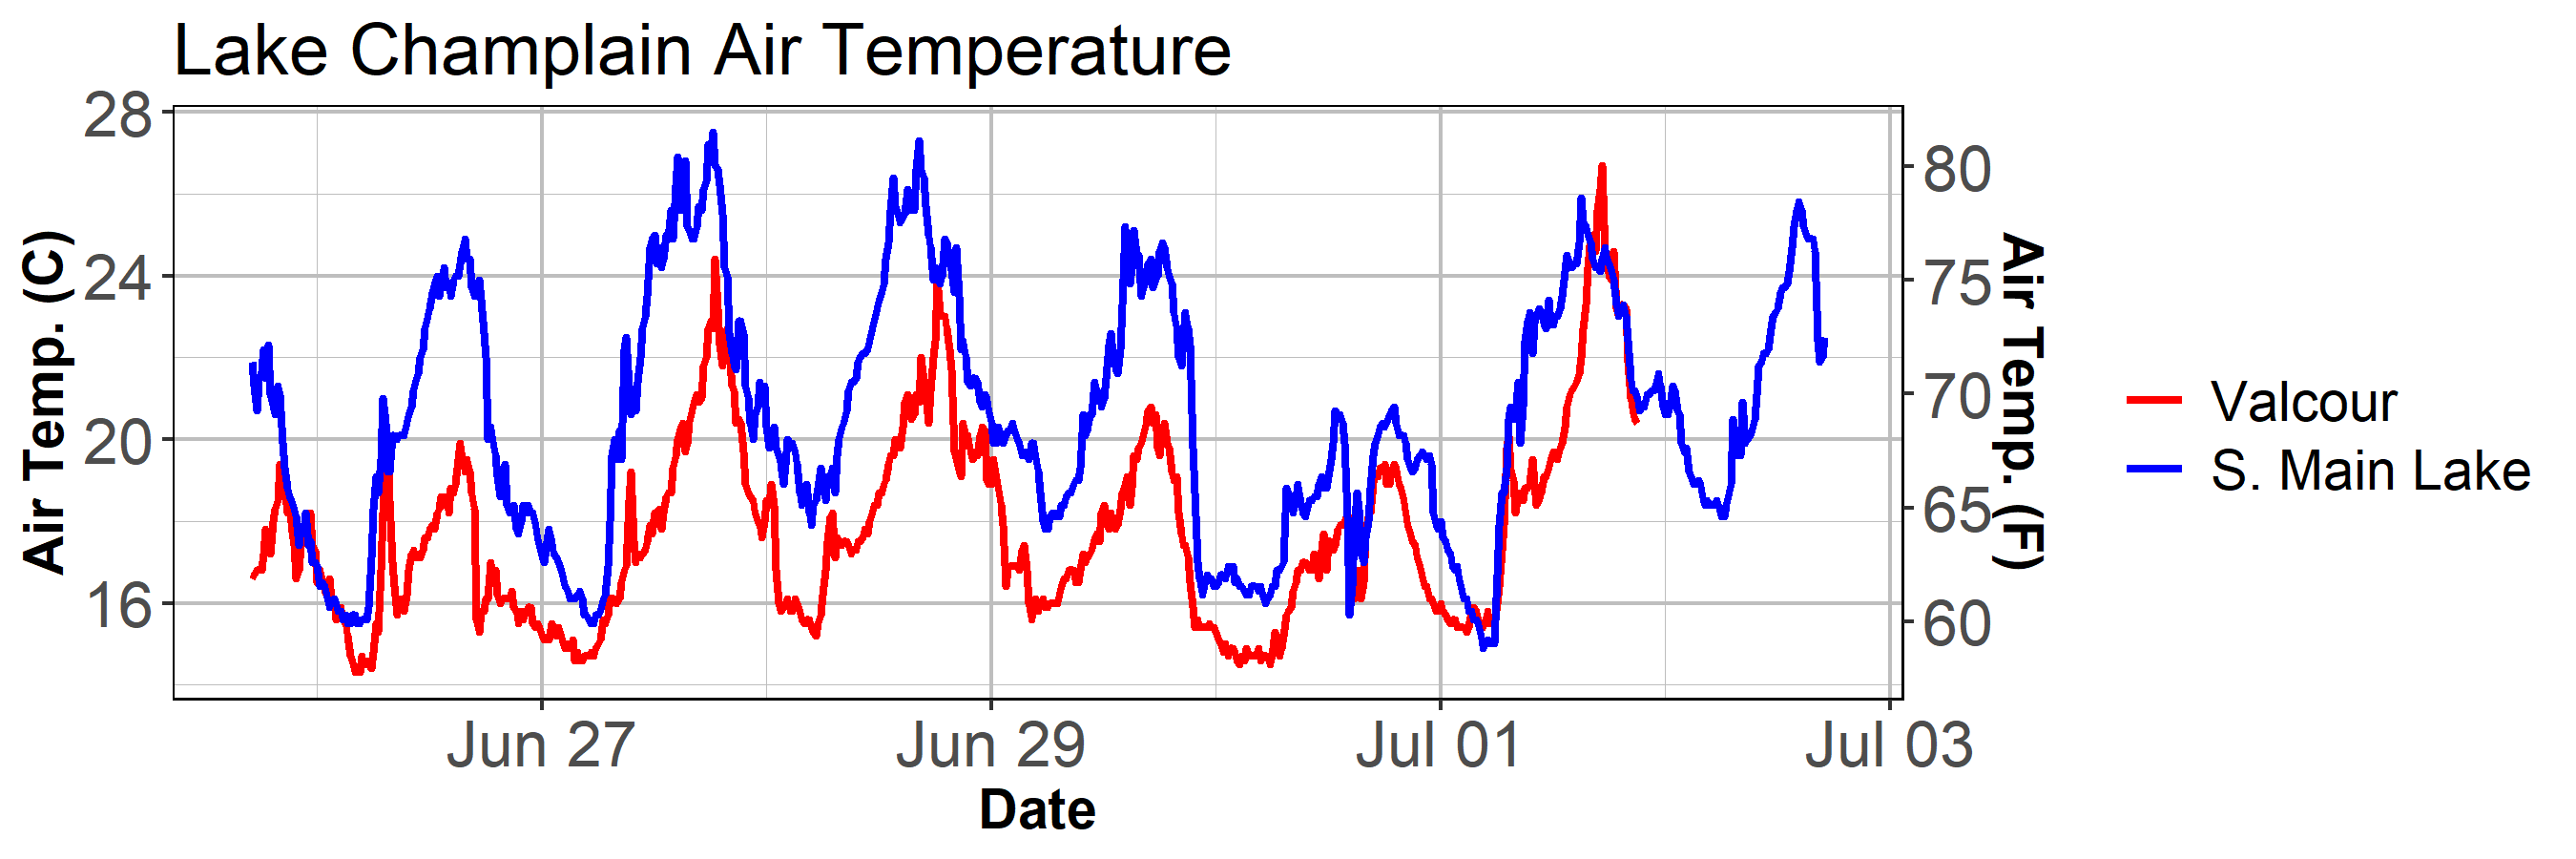 Lake Champlain Air Temperature
28
24
20
16
Air Temp. (C)
80
75
70
65
60
Air Temp. (F)
Jun 27
Jun 29
Jul 01
Jul 03
Date
Valcour
S. Main Lake